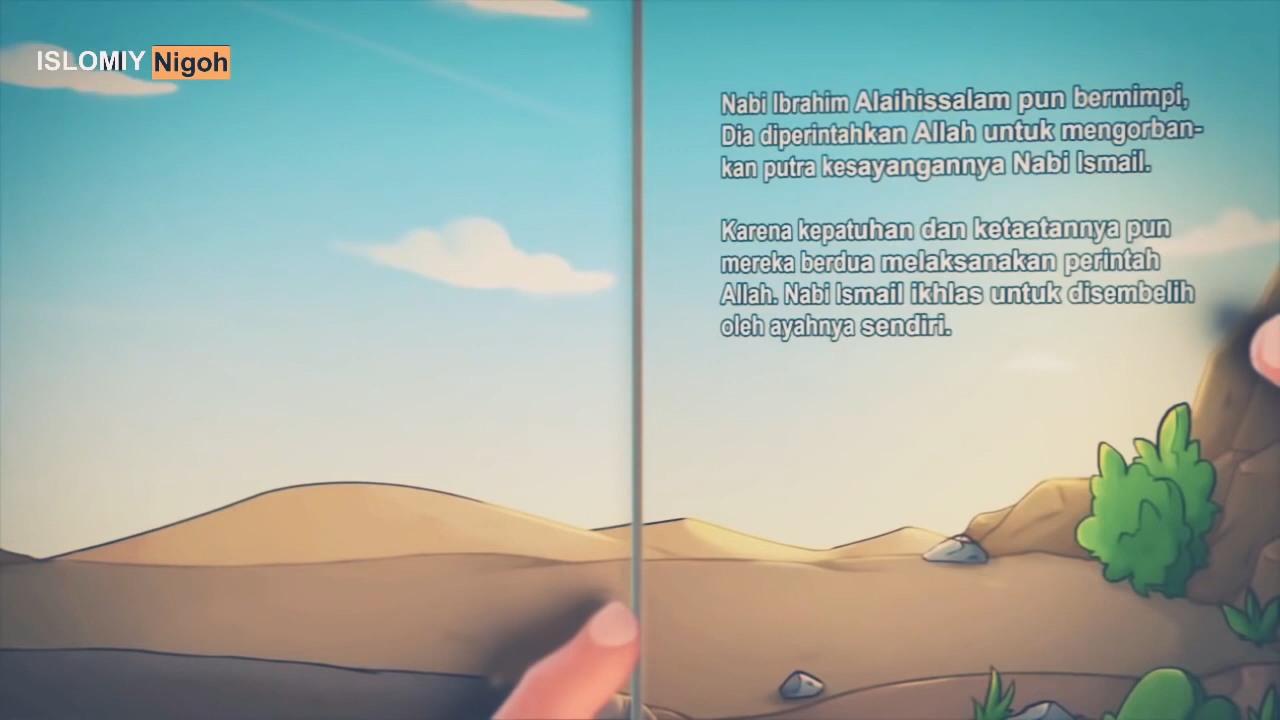 ISLOMIY Nigoh
Nabi Ibrahim Alaihissalam pun bermimpi,
Dia diperintahkan Allah untuk mengorban-
kan putra kesayangannya Nabi Ismail.
Karena kepatuhan dan ketaatannya pun
mereka berdua melaksanakan perintah
Allah. Nabi Ismail ikhlas untuk disembelih
oleh ayahnya sendiri.